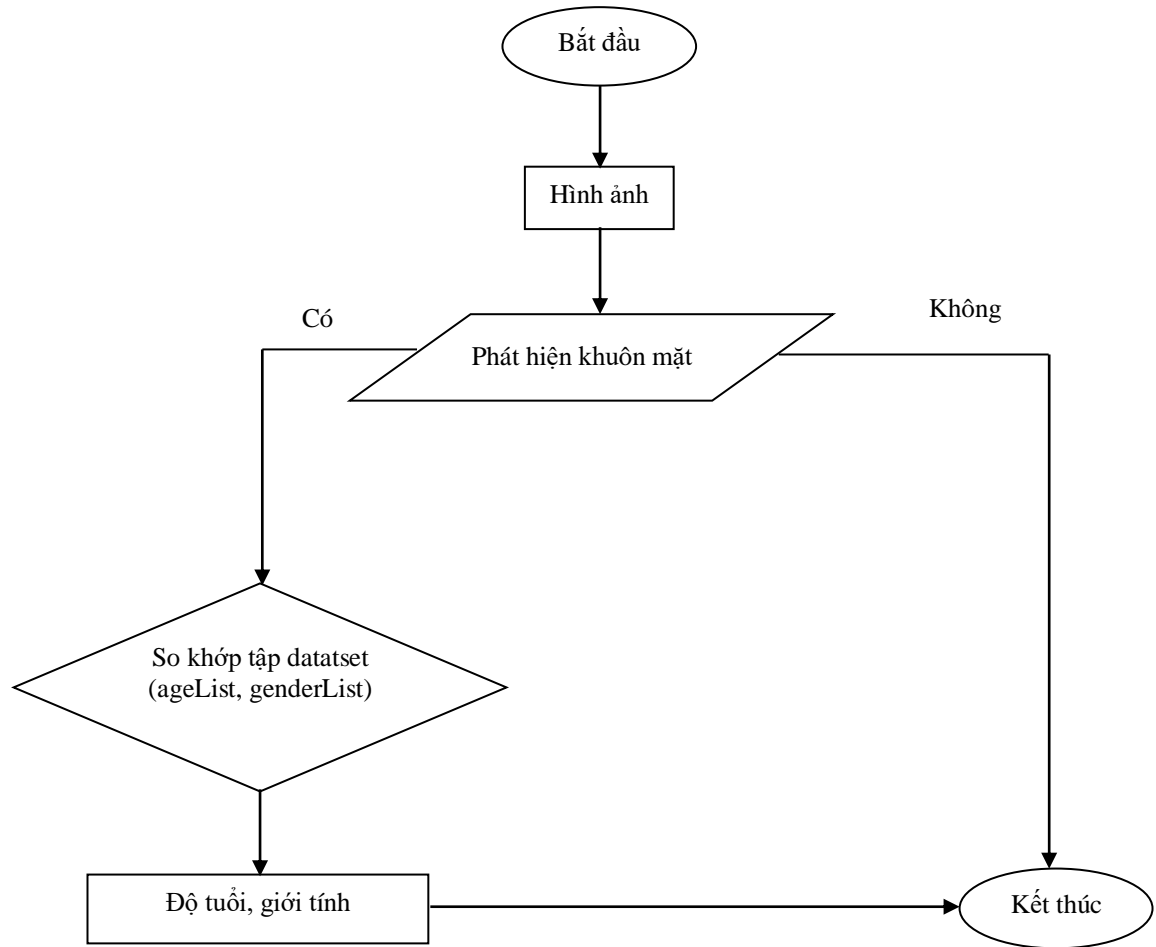 Bắt đầu
Hình ảnh
Có
Không
Phát hiện khuôn mặt
So khớp tập datatset
(ageList, genderList)
Độ tuổi, giới tính
Kết thúc